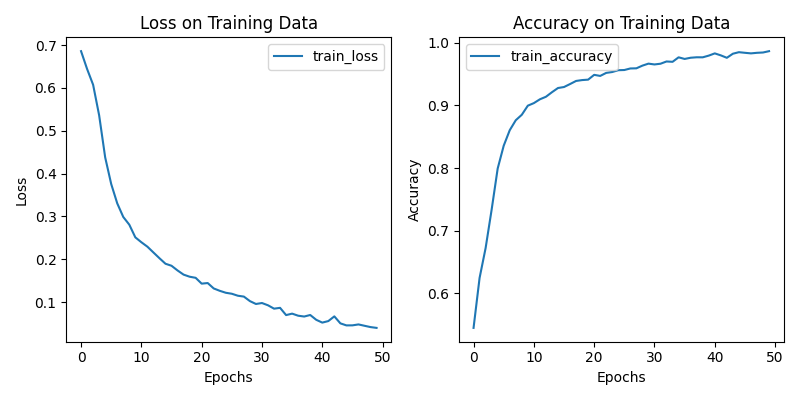 Loss on Training Data
train_loss
0.7
0.6
0.5
0.4
0.3
0.2
0.1
Loss
0 10 20 30 40 50
Epochs
Accuracy on Training Data
train_accuracy
1.0
0.9
0.8
0.7
0.6
Accuracy
0 10 20 30 40 50
Epochs